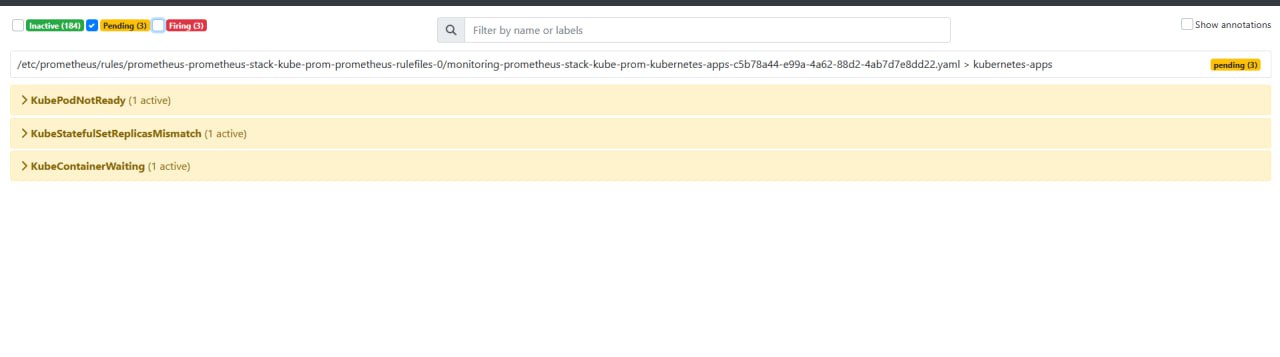 Inactive (184) Pending (3) Firing (3) Filter by name or labels Show annotations
/etc/prometheus/rules/prometheus-prometheus-stack-kube-prom-prometheus-rulefiles-0/monitoring-prometheus-stack-kube-prom-kubernetes-apps-c5b78a44-e99a-4a62-88d2-4ab7d7e8dd22.yaml > kubernetes-apps pending (3)
KubePodNotReady (1 active)
KubeStatefulSetReplicasMismatch (1 active)
KubeContainerWaiting (1 active)